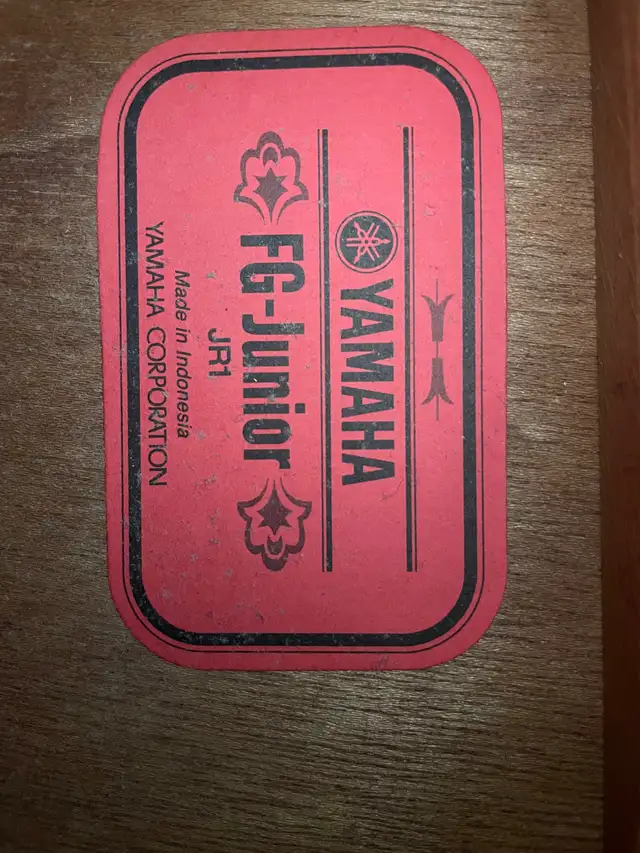 YAMAHA
FG-Junior
JR1
Made in Indonesia
YAMAHA CORPORATION